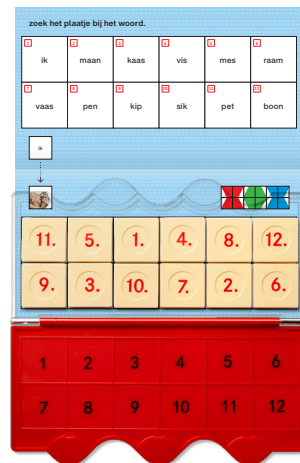 zoek het plaatje bij het woord.
1 2 3 4 5 6
ik maan kaas vis mes raam
7 8 9 10 11 12
vaas pen kip sik pet boon
ik
11. 5. 1. 4. 8. 12.
9. 3. 10. 7. 2. 6.
1 2 3 4 5 6
7 8 9 10 11 12